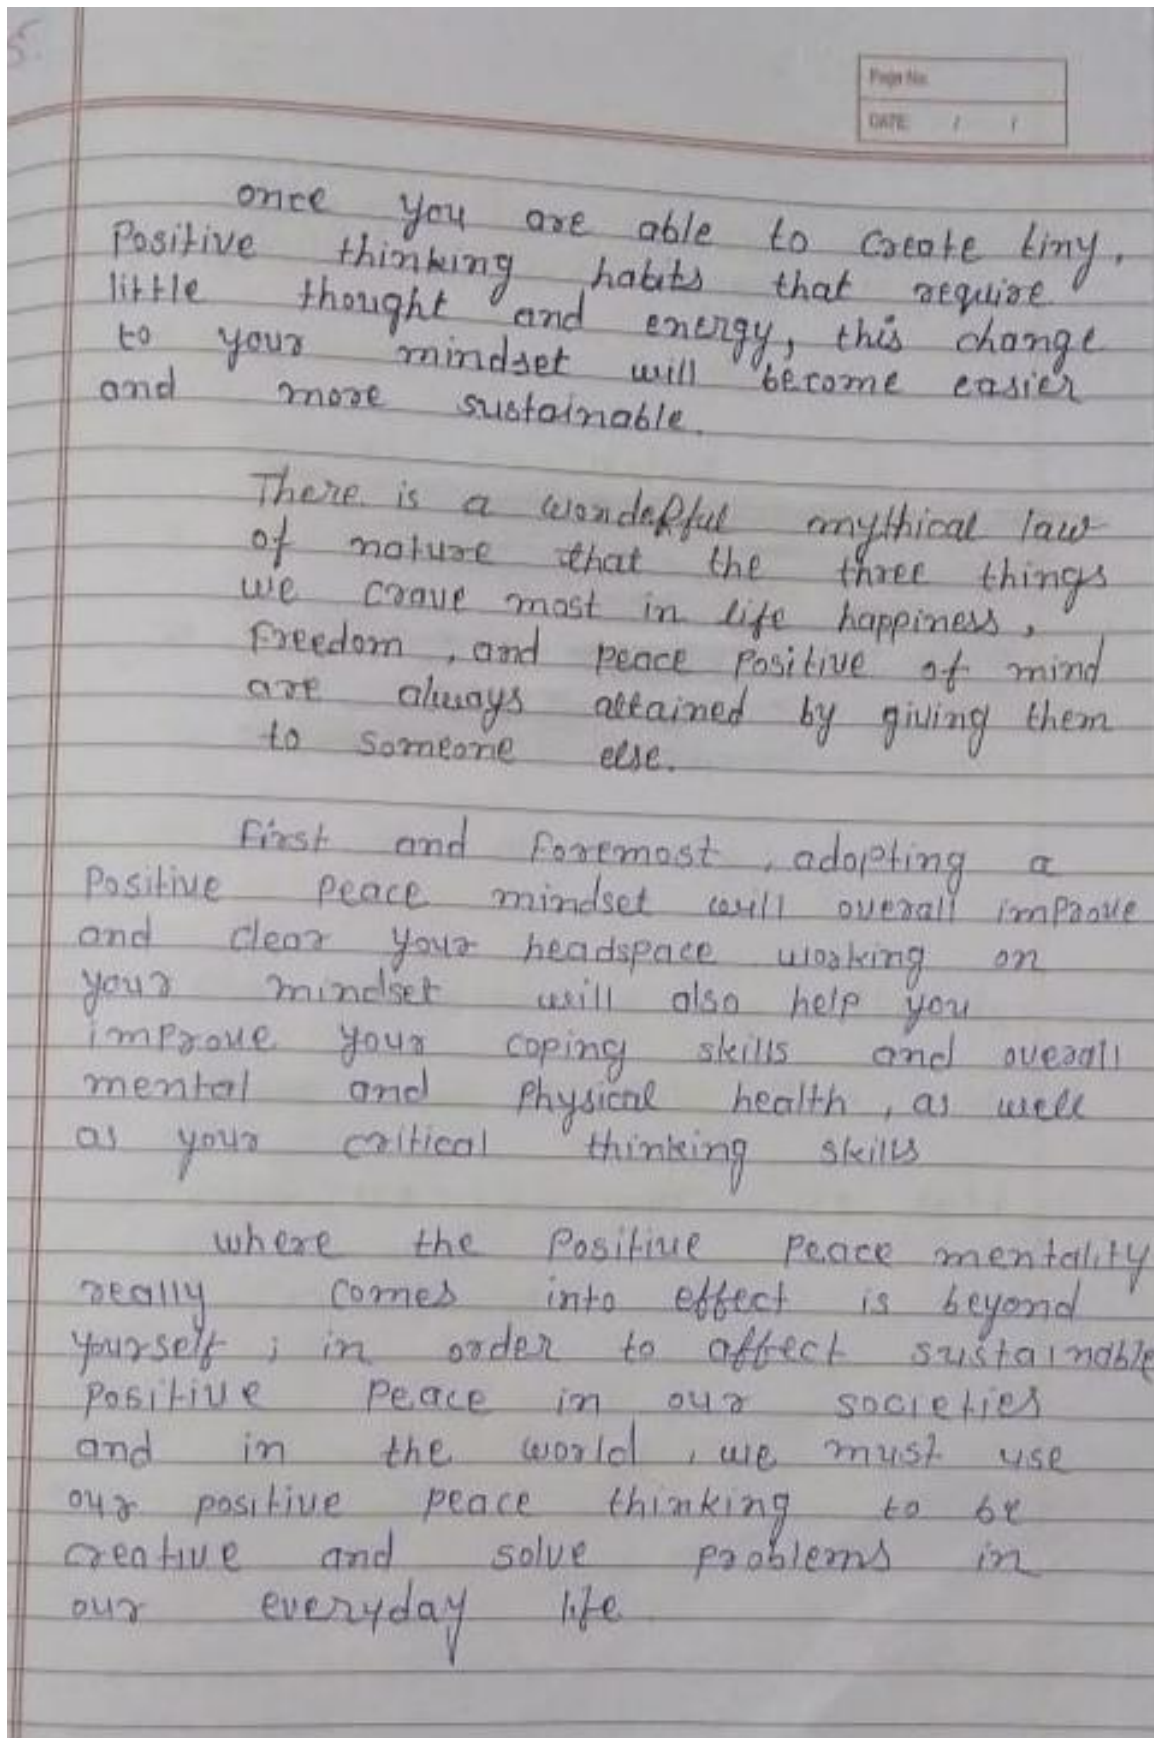 5.
Page No.
DATE / /
once you are able to create tiny,
Positive thinking habits that require
little thought and energy, this change
to your mindset will become easier
and more sustainable.
There is a wonderful mythical law
of nature that the three things
we crave most in life happiness,
Freedom, and peace positive of mind
are always attained by giving them
to someone else.
First and foremost, adopting a
Positive peace mindset will overall improve
and clear your headspace working on
your mindset will also help you
improve your coping skills and overall
mental and Physical health, as well
as your critical thinking skills
where the Positive Peace mentality
really comes into effect is beyond
yourself; in order to affect sustainable
Positive Peace in our societies
and in the world, we must use
our positive peace thinking to be
creative and solve problems in
our everyday life